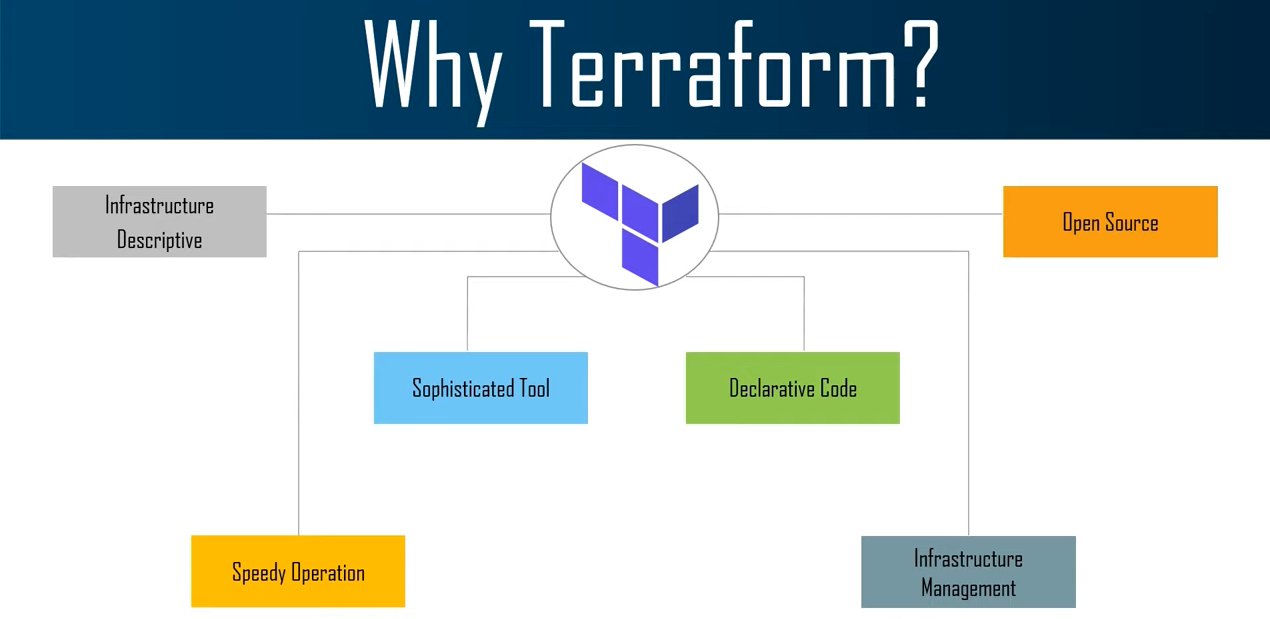 Why Terraform?
Infrastructure
Descriptive
Open Source
Sophisticated Tool
Declarative Code
Speedy Operation
Infrastructure
Management